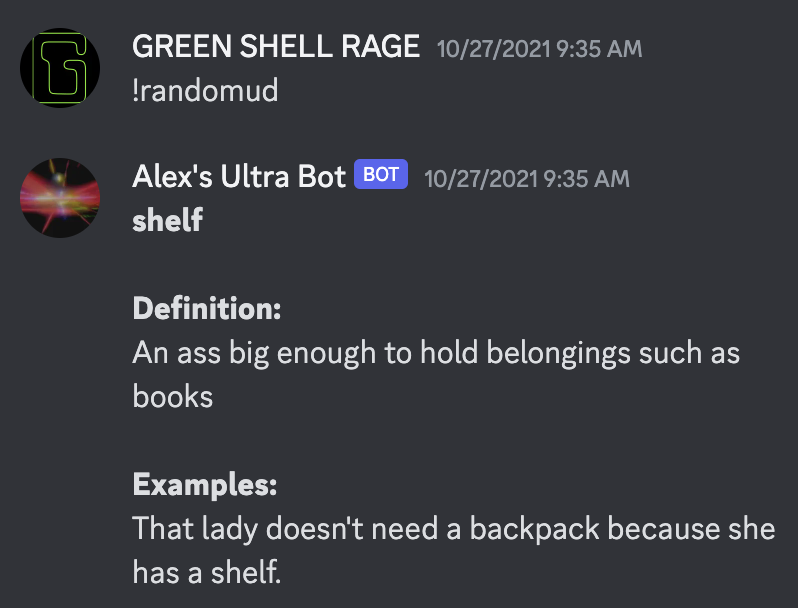 GREEN SHELL RAGE 10/27/2021 9:35 AM
!randomud
Alex's Ultra Bot BOT 10/27/2021 9:35 AM
shelf
Definition:
An ass big enough to hold belongings such as
books
Examples:
That lady doesn't need a backpack because she
has a shelf.